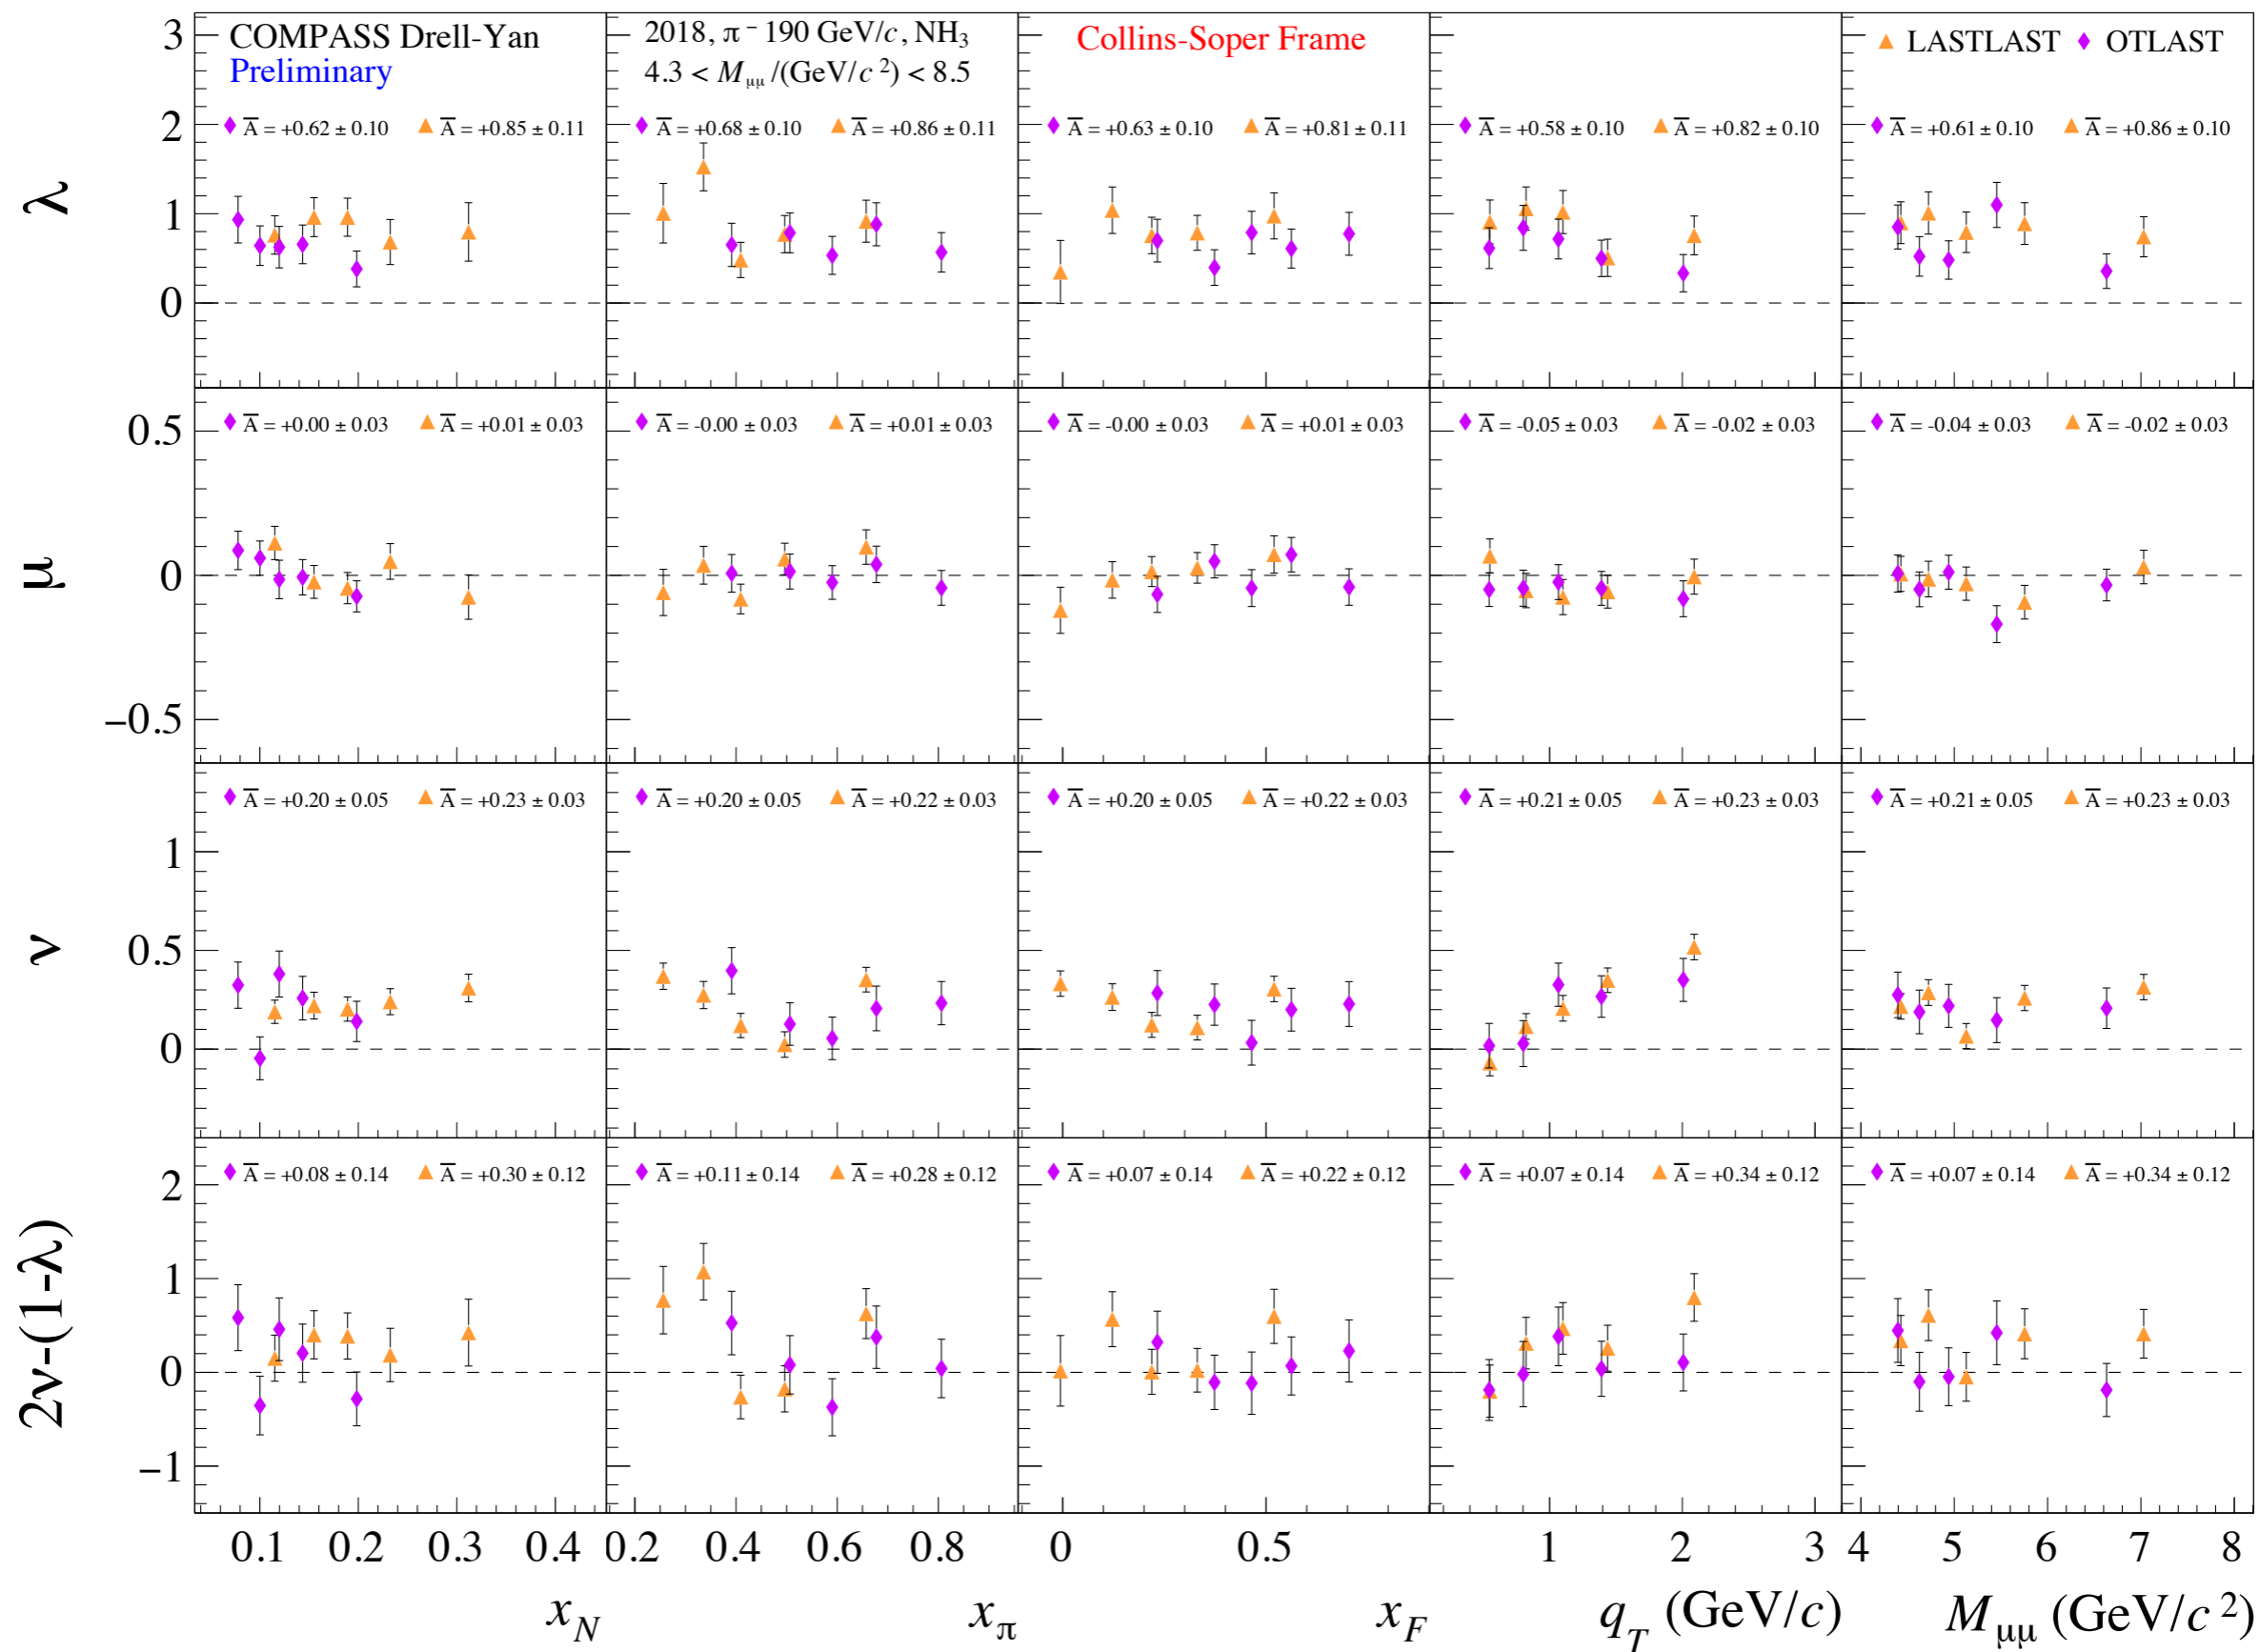 COMPASS Drell-Yan
Preliminary
2018, π⁻ 190 GeV/c, NH₃
4.3 < M_μμ /(GeV/c²) < 8.5
Collins-Soper Frame
LASTLAST OTLAST
λ
3
2
1
0
A̅ = +0.62 ± 0.10 A̅ = +0.85 ± 0.11
A̅ = +0.68 ± 0.10 A̅ = +0.86 ± 0.11
A̅ = +0.63 ± 0.10 A̅ = +0.81 ± 0.11
A̅ = +0.58 ± 0.10 A̅ = +0.82 ± 0.10
A̅ = +0.61 ± 0.10 A̅ = +0.86 ± 0.10
μ
0.5
0
−0.5
A̅ = +0.00 ± 0.03 A̅ = +0.01 ± 0.03
A̅ = -0.00 ± 0.03 A̅ = +0.01 ± 0.03
A̅ = -0.00 ± 0.03 A̅ = +0.01 ± 0.03
A̅ = -0.05 ± 0.03 A̅ = -0.02 ± 0.03
A̅ = -0.04 ± 0.03 A̅ = -0.02 ± 0.03
ν
1
0.5
0
A̅ = +0.20 ± 0.05 A̅ = +0.23 ± 0.03
A̅ = +0.20 ± 0.05 A̅ = +0.22 ± 0.03
A̅ = +0.20 ± 0.05 A̅ = +0.22 ± 0.03
A̅ = +0.21 ± 0.05 A̅ = +0.23 ± 0.03
A̅ = +0.21 ± 0.05 A̅ = +0.23 ± 0.03
2ν-(1-λ)
2
1
0
−1
A̅ = +0.08 ± 0.14 A̅ = +0.30 ± 0.12
A̅ = +0.11 ± 0.14 A̅ = +0.28 ± 0.12
A̅ = +0.07 ± 0.14 A̅ = +0.22 ± 0.12
A̅ = +0.07 ± 0.14 A̅ = +0.34 ± 0.12
A̅ = +0.07 ± 0.14 A̅ = +0.34 ± 0.12
0.1 0.2 0.3 0.4
0.2 0.4 0.6 0.8
0 0.5
1 2 3
4 5 6 7 8
x_N
x_π
x_F
q_T (GeV/c)
M_μμ (GeV/c²)